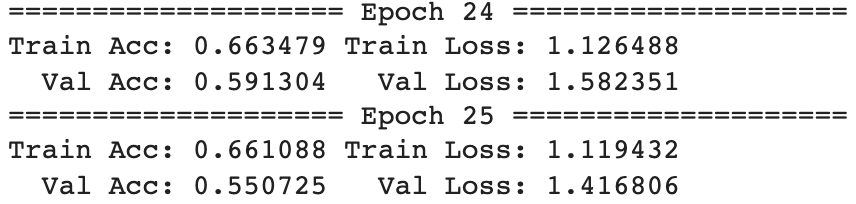 ==================== Epoch 24 ====================
Train Acc: 0.663479 Train Loss: 1.126488
  Val Acc: 0.591304   Val Loss: 1.582351
==================== Epoch 25 ====================
Train Acc: 0.661088 Train Loss: 1.119432
  Val Acc: 0.550725   Val Loss: 1.416806